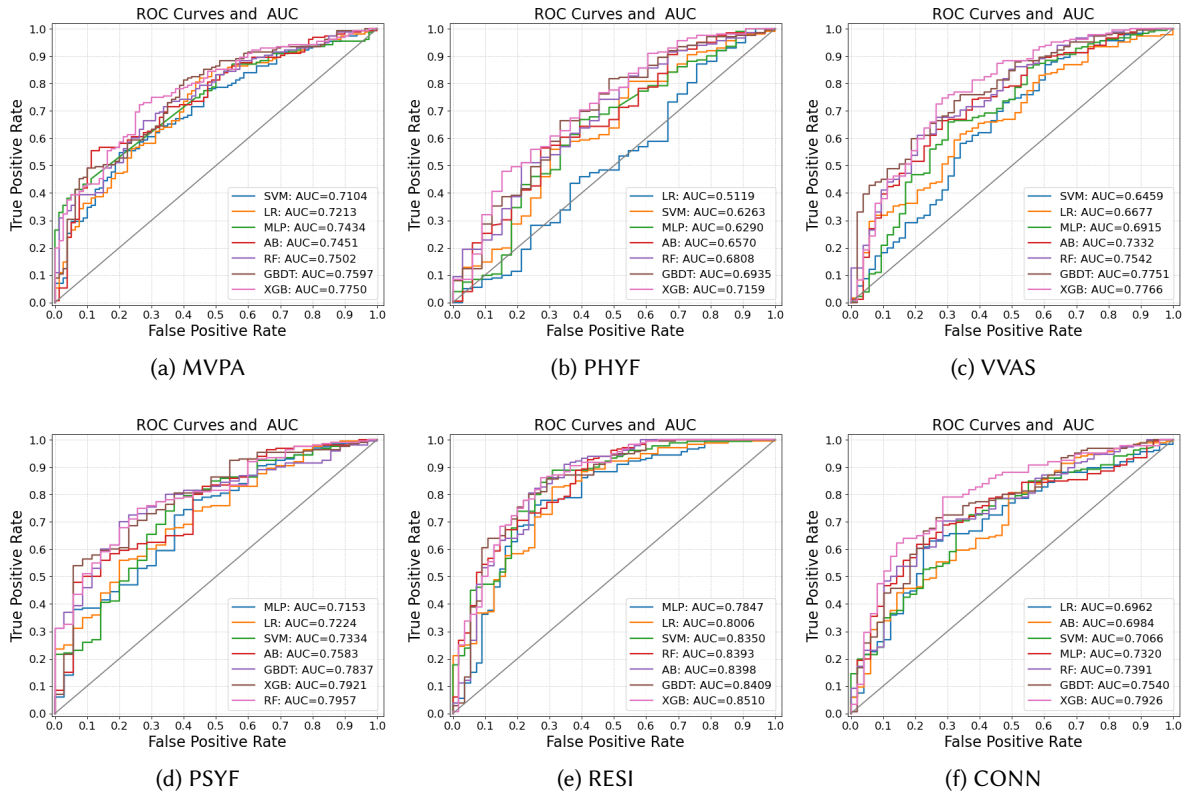 ROC Curves and  AUC
True Positive Rate
1.0
0.9
0.8
0.7
0.6
0.5
0.4
0.3
0.2
0.1
0.0
SVM: AUC=0.7104
LR: AUC=0.7213
MLP: AUC=0.7434
AB: AUC=0.7451
RF: AUC=0.7502
GBDT: AUC=0.7597
XGB: AUC=0.7750
0.0 0.1 0.2 0.3 0.4 0.5 0.6 0.7 0.8 0.9 1.0
False Positive Rate
(a) MVPA
ROC Curves and  AUC
True Positive Rate
1.0
0.9
0.8
0.7
0.6
0.5
0.4
0.3
0.2
0.1
0.0
LR: AUC=0.5119
SVM: AUC=0.6263
MLP: AUC=0.6290
AB: AUC=0.6570
RF: AUC=0.6808
GBDT: AUC=0.6935
XGB: AUC=0.7159
0.0 0.1 0.2 0.3 0.4 0.5 0.6 0.7 0.8 0.9 1.0
False Positive Rate
(b) PHYF
ROC Curves and  AUC
True Positive Rate
1.0
0.9
0.8
0.7
0.6
0.5
0.4
0.3
0.2
0.1
0.0
SVM: AUC=0.6459
LR: AUC=0.6677
MLP: AUC=0.6915
AB: AUC=0.7332
RF: AUC=0.7542
GBDT: AUC=0.7751
XGB: AUC=0.7766
0.0 0.1 0.2 0.3 0.4 0.5 0.6 0.7 0.8 0.9 1.0
False Positive Rate
(c) VVAS
ROC Curves and  AUC
True Positive Rate
1.0
0.9
0.8
0.7
0.6
0.5
0.4
0.3
0.2
0.1
0.0
MLP: AUC=0.7153
LR: AUC=0.7224
SVM: AUC=0.7334
AB: AUC=0.7583
GBDT: AUC=0.7837
XGB: AUC=0.7921
RF: AUC=0.7957
0.0 0.1 0.2 0.3 0.4 0.5 0.6 0.7 0.8 0.9 1.0
False Positive Rate
(d) PSYF
ROC Curves and  AUC
True Positive Rate
1.0
0.9
0.8
0.7
0.6
0.5
0.4
0.3
0.2
0.1
0.0
MLP: AUC=0.7847
LR: AUC=0.8006
SVM: AUC=0.8350
RF: AUC=0.8393
AB: AUC=0.8398
GBDT: AUC=0.8409
XGB: AUC=0.8510
0.0 0.1 0.2 0.3 0.4 0.5 0.6 0.7 0.8 0.9 1.0
False Positive Rate
(e) RESI
ROC Curves and  AUC
True Positive Rate
1.0
0.9
0.8
0.7
0.6
0.5
0.4
0.3
0.2
0.1
0.0
LR: AUC=0.6962
AB: AUC=0.6984
SVM: AUC=0.7066
MLP: AUC=0.7320
RF: AUC=0.7391
GBDT: AUC=0.7540
XGB: AUC=0.7926
0.0 0.1 0.2 0.3 0.4 0.5 0.6 0.7 0.8 0.9 1.0
False Positive Rate
(f) CONN